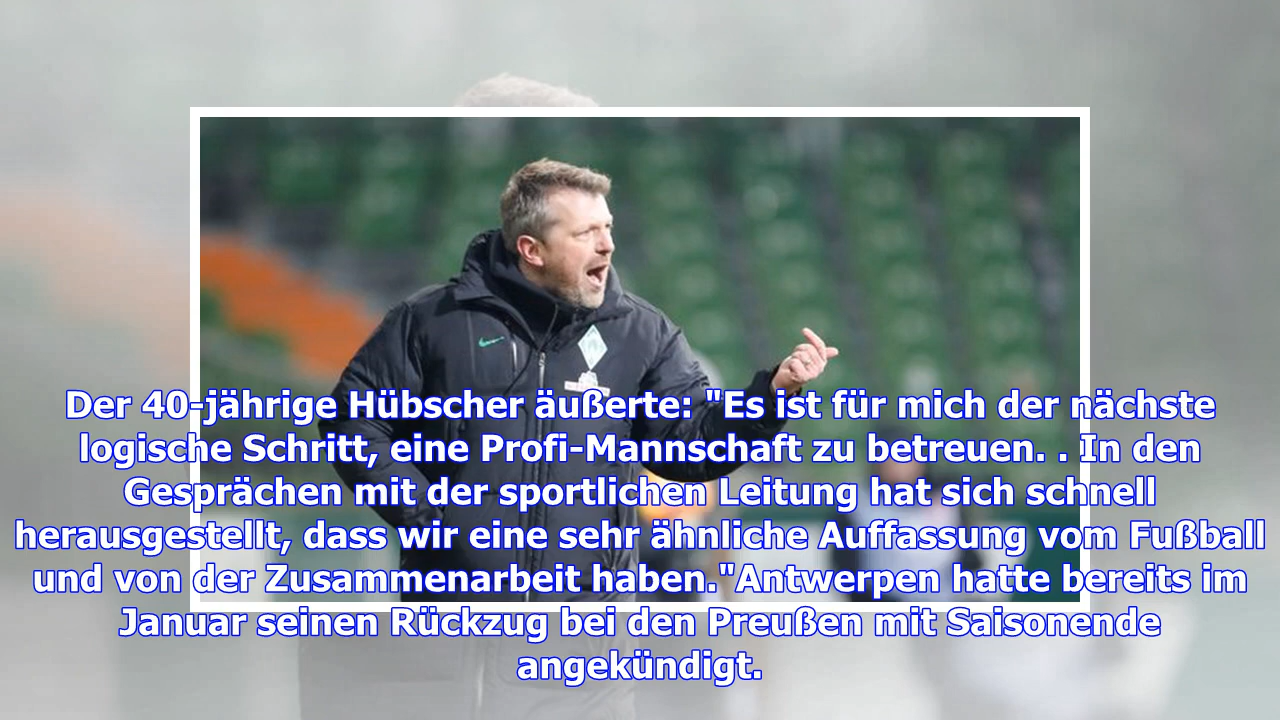 Der 40-jährige Hübscher äußerte: "Es ist für mich der nächste
logische Schritt, eine Profi-Mannschaft zu betreuen. . In den
Gesprächen mit der sportlichen Leitung hat sich schnell
herausgestellt, dass wir eine sehr ähnliche Auffassung vom Fußball
und von der Zusammenarbeit haben."Antwerpen hatte bereits im
Januar seinen Rückzug bei den Preußen mit Saisonende
angekündigt.